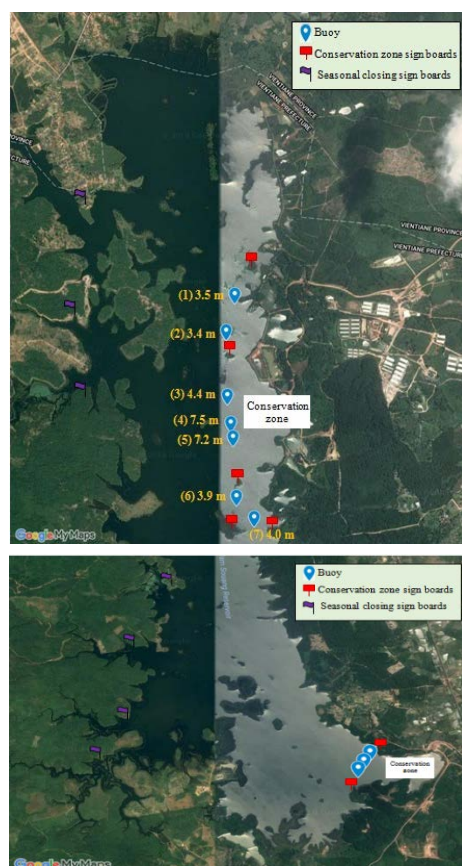 Buoy
Conservation zone sign boards
Seasonal closing sign boards
VIENTIANE PROVINCE
VIENTIANE PREFECTURE
PROVINCE
PREFECTURE
VIENTIANE PROVINCE
VIENTIANE PREFECTURE
(1) 3.5 m
(2) 3.4 m
(3) 4.4 m
Conservation
zone
(4) 7.5 m
(5) 7.2 m
(6) 3.9 m
(7) 4.0 m
Google My Maps
Buoy
Conservation zone sign boards
Seasonal closing sign boards
Conservation
zone
Google My Maps